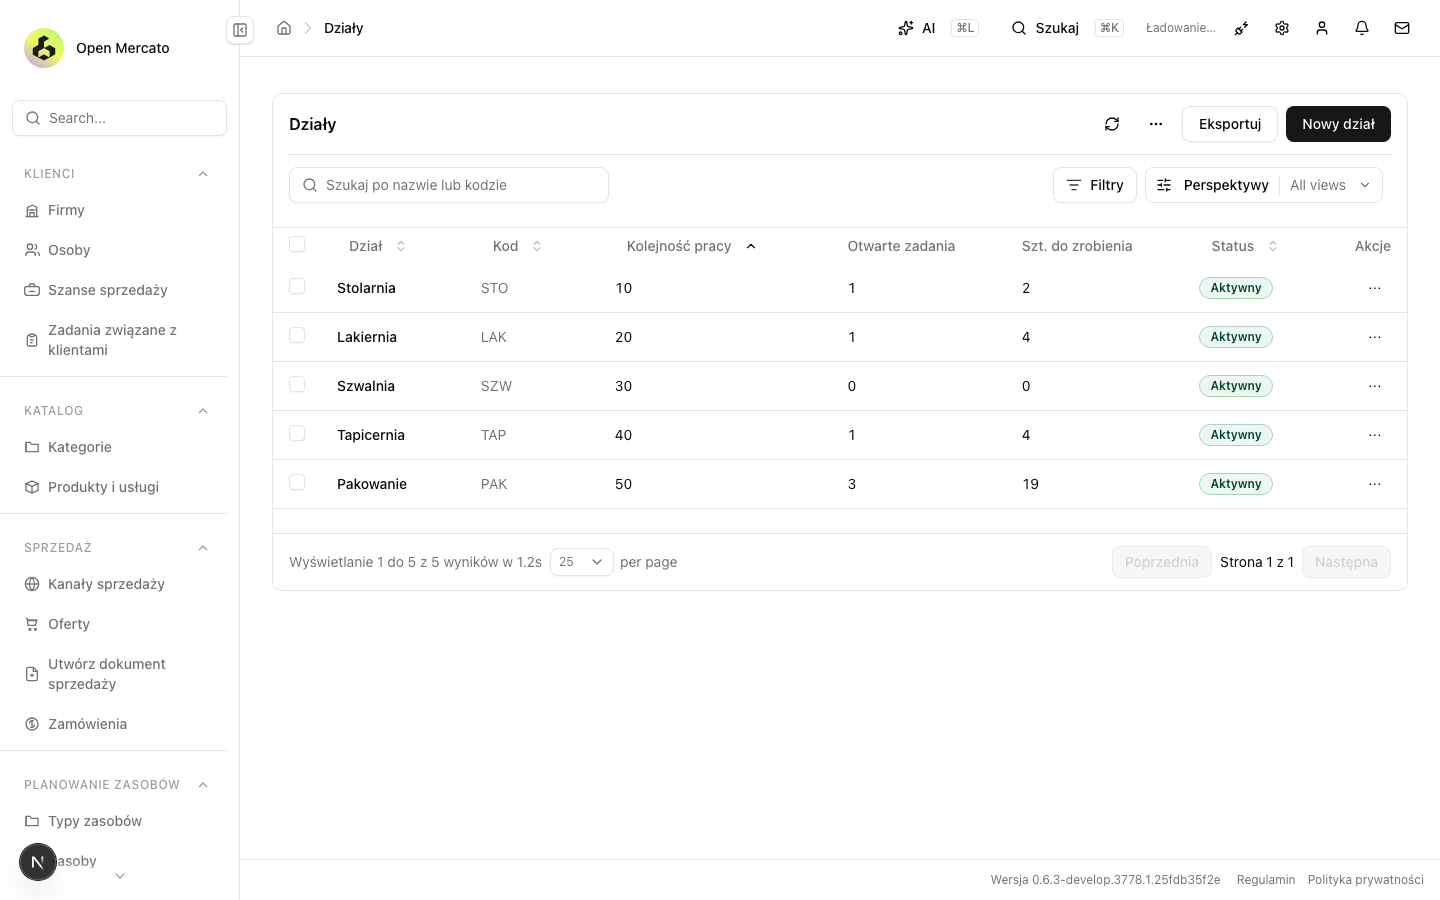 Open Mercato
Działy
AI ⌘L
Szukaj ⌘K
Ładowanie...
Search...
KLIENCI
Firmy
Osoby
Szanse sprzedaży
Zadania związane z
klientami
KATALOG
Kategorie
Produkty i usługi
SPRZEDAŻ
Kanały sprzedaży
Oferty
Utwórz dokument
sprzedaży
Zamówienia
PLANOWANIE ZASOBÓW
Typy zasobów
asoby
N
Działy
Eksportuj
Nowy dział
Szukaj po nazwie lub kodzie
Filtry
Perspektywy All views
Dział Kod Kolejność pracy Otwarte zadania Szt. do zrobienia Status Akcje
Stolarnia STO 10 1 2 Aktywny ...
Lakiernia LAK 20 1 4 Aktywny ...
Szwalnia SZW 30 0 0 Aktywny ...
Tapicernia TAP 40 1 4 Aktywny ...
Pakowanie PAK 50 3 19 Aktywny ...
Wyświetlanie 1 do 5 z 5 wyników w 1.2s 25 per page
Poprzednia Strona 1 z 1 Następna
Wersja 0.6.3-develop.3778.1.25fdb35f2e Regulamin Polityka prywatności